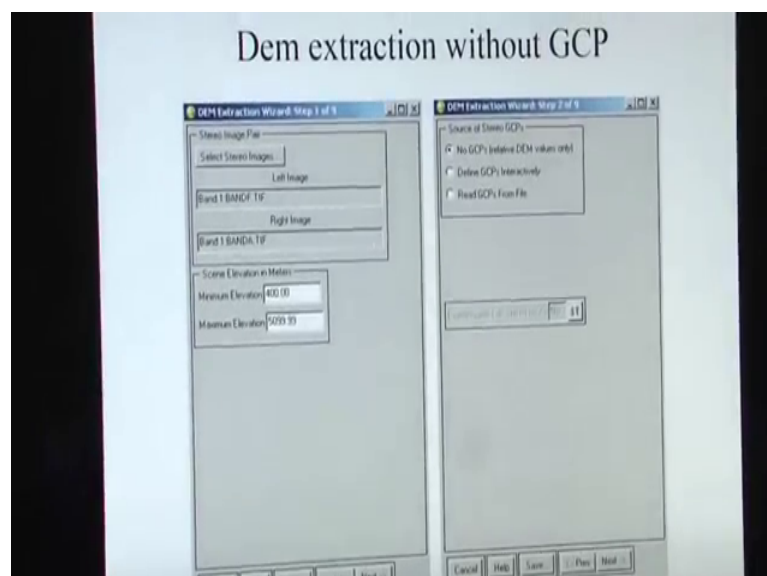 Dem extraction without GCP
DEM Extraction Wizard: Step 1 of 9
Stereo Image Pair
Select Stereo Images...
Left Image
Band 1:BANDF.TIF
Right Image
Band 1:BANDA.TIF
Scene Elevation in Meters
Minimum Elevation 400.00
Maximum Elevation 5099.99
Next
DEM Extraction Wizard: Step 2 of 9
Source of Stereo GCPs
No GCPs (relative DEM values only)
Define GCPs Interactively
Read GCPs From File
Cancel Help Save... Prev Next